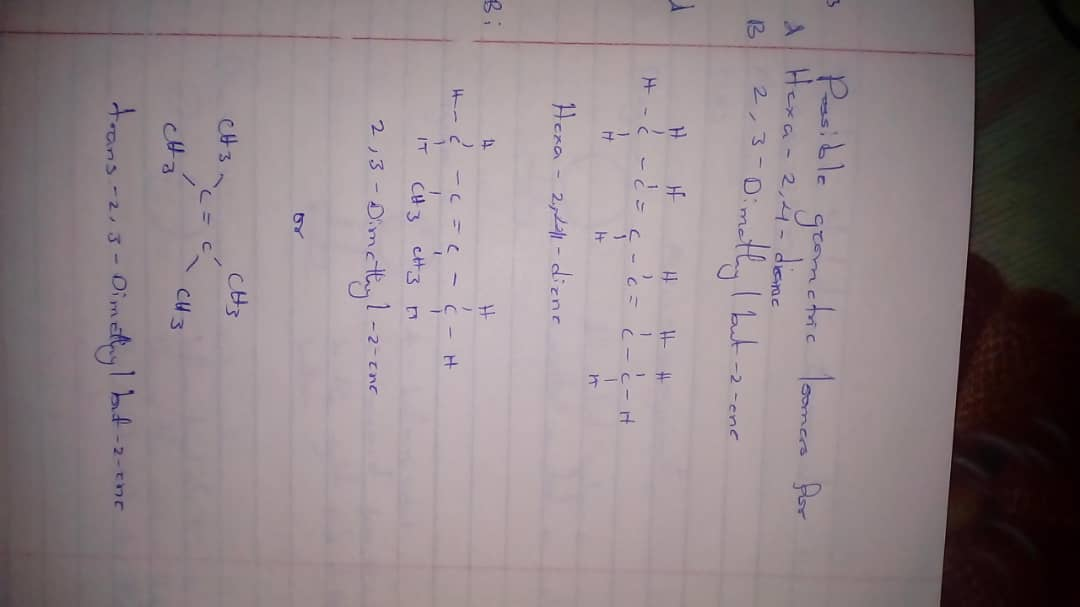 3 Possible geometric Isomers for
A Hexa-2,4-diene
B 2,3-Dimethyl but-2-ene
A H H H H H
H-C-C=C-C=C-C-H
H H H
Hexa-2,4-diene
B: H H
H-C-C=C-C-H
H CH3 CH3 H
2,3-Dimethyl-2-ene
or
CH3 CH3
C=C
CH3 CH3
trans-2,3-Dimethyl but-2-ene